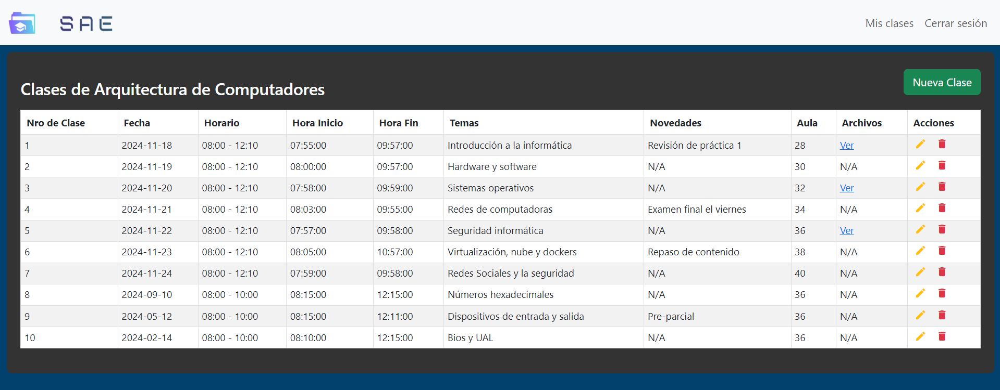 SAE
Mis clases Cerrar sesión
Clases de Arquitectura de Computadores
Nueva Clase
Nro de Clase Fecha Horario Hora Inicio Hora Fin Temas Novedades Aula Archivos Acciones
1 2024-11-18 08:00 - 12:10 07:55:00 09:57:00 Introducción a la informática Revisión de práctica 1 28 Ver
2 2024-11-19 08:00 - 12:10 08:00:00 09:57:00 Hardware y software N/A 30 N/A
3 2024-11-20 08:00 - 12:10 07:58:00 09:59:00 Sistemas operativos N/A 32 Ver
4 2024-11-21 08:00 - 12:10 08:03:00 09:55:00 Redes de computadoras Examen final el viernes 34 N/A
5 2024-11-22 08:00 - 12:10 07:57:00 09:58:00 Seguridad informática N/A 36 Ver
6 2024-11-23 08:00 - 12:10 08:05:00 10:57:00 Virtualización, nube y dockers Repaso de contenido 38 N/A
7 2024-11-24 08:00 - 12:10 07:59:00 09:58:00 Redes Sociales y la seguridad N/A 40 N/A
8 2024-09-10 08:00 - 10:00 08:15:00 12:15:00 Números hexadecimales N/A 36 N/A
9 2024-05-12 08:00 - 10:00 08:15:00 12:11:00 Dispositivos de entrada y salida Pre-parcial 36 N/A
10 2024-02-14 08:00 - 10:00 08:10:00 12:15:00 Bios y UAL N/A 36 N/A